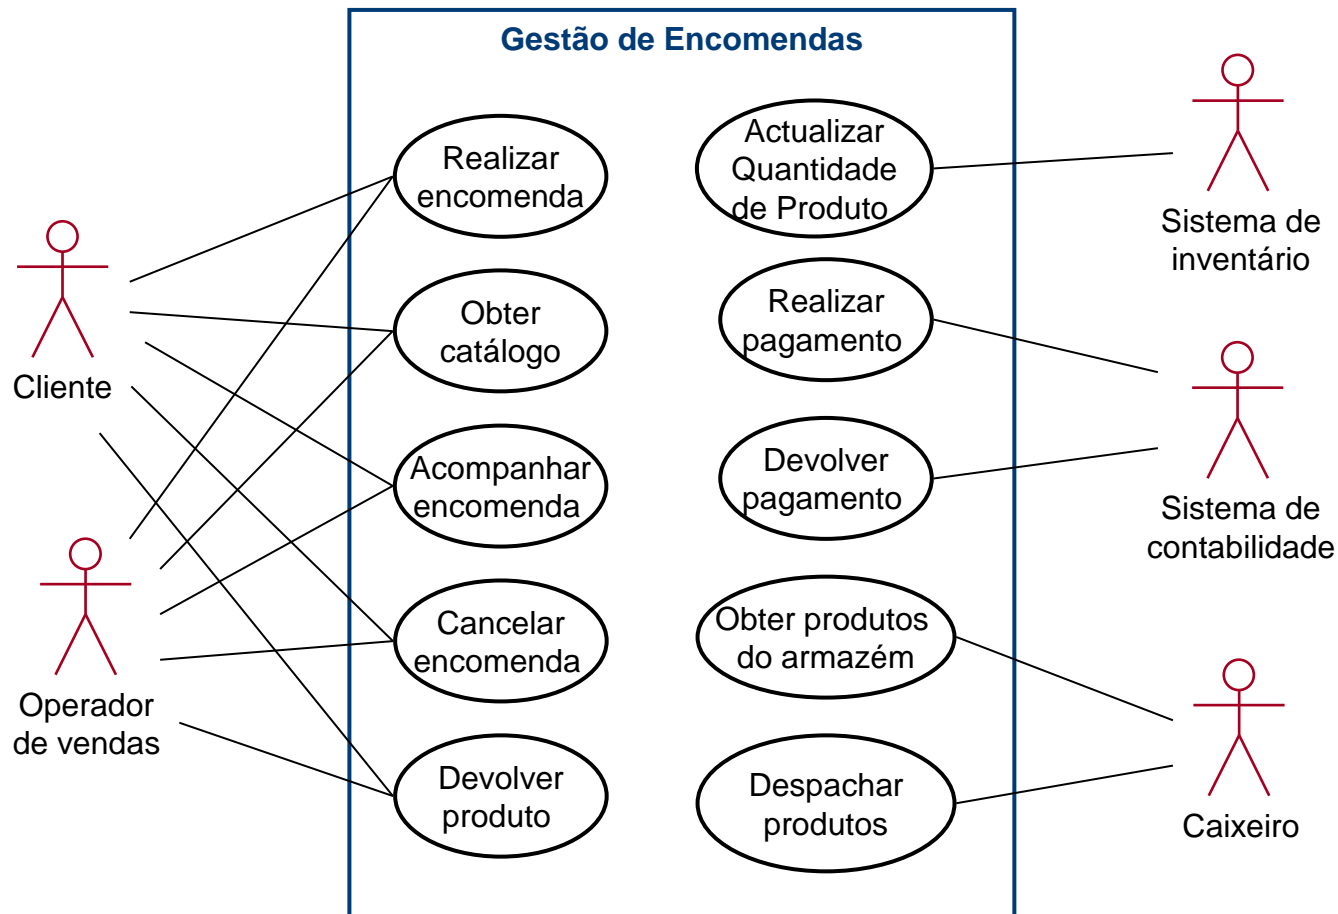 Gestão de Encomendas
Realizar
encomenda
Obter
catálogo
Acompanhar
encomenda
Cancelar
encomenda
Devolver
produto
Actualizar
Quantidade
de Produto
Realizar
pagamento
Devolver
pagamento
Obter produtos
do armazém
Despachar
produtos
Cliente
Operador
de vendas
Sistema de
inventário
Sistema de
contabilidade
Caixeiro